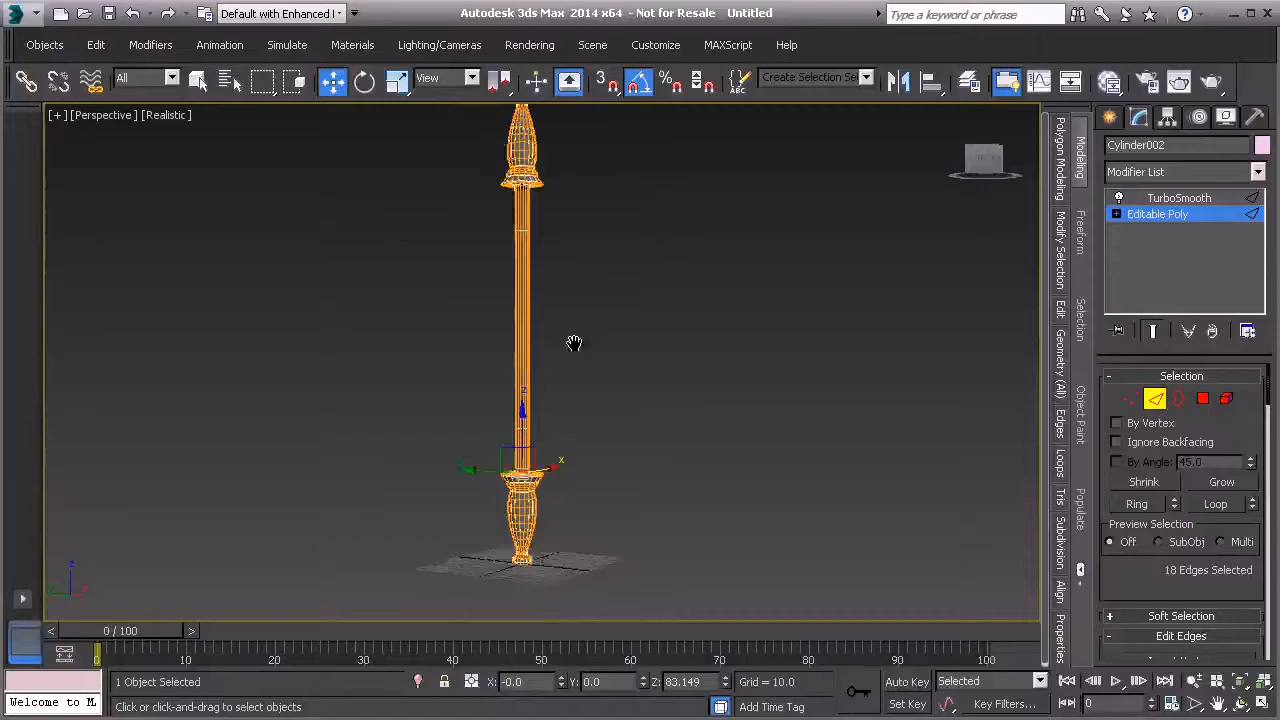 Default with Enhanced I
Autodesk 3ds Max 2014 x64 - Not for Resale Untitled
Type a keyword or phrase
Objects Edit Modifiers Animation Simulate Materials Lighting/Cameras Rendering Scene Customize MAXScript Help
All
View
3
Create Selection Se
[+] [Perspective] [Realistic]
Cylinder002
Modifier List
TurboSmooth
Editable Poly
Modeling
Freeform
Selection
Object Paint
Populate
Polygon Modeling
Modify Selection
Edit
Geometry (All)
Edges
Loops
Tris
Subdivision
Align
Properties
Selection
By Vertex
Ignore Backfacing
By Angle: 45.0
Shrink Grow
Ring Loop
Preview Selection
Off SubObj Multi
18 Edges Selected
Soft Selection
Edit Edges
z
x
z
0 / 100
10 20 30 40 50 60 70 80 90 100
1 Object Selected X: -0.0 Y: 0.0 Z: 83.149 Grid = 10.0 Auto Key Selected
Welcome to M Click-and-drag to select objects Add Time Tag Set Key Key Filters... 0